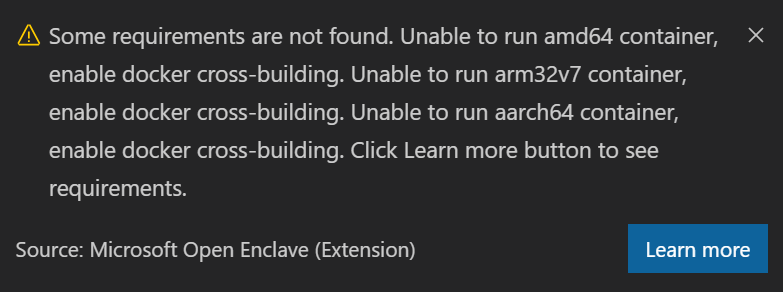 Some requirements are not found. Unable to run amd64 container,
enable docker cross-building. Unable to run arm32v7 container,
enable docker cross-building. Unable to run aarch64 container,
enable docker cross-building. Click Learn more button to see
requirements.
Source: Microsoft Open Enclave (Extension)
Learn more